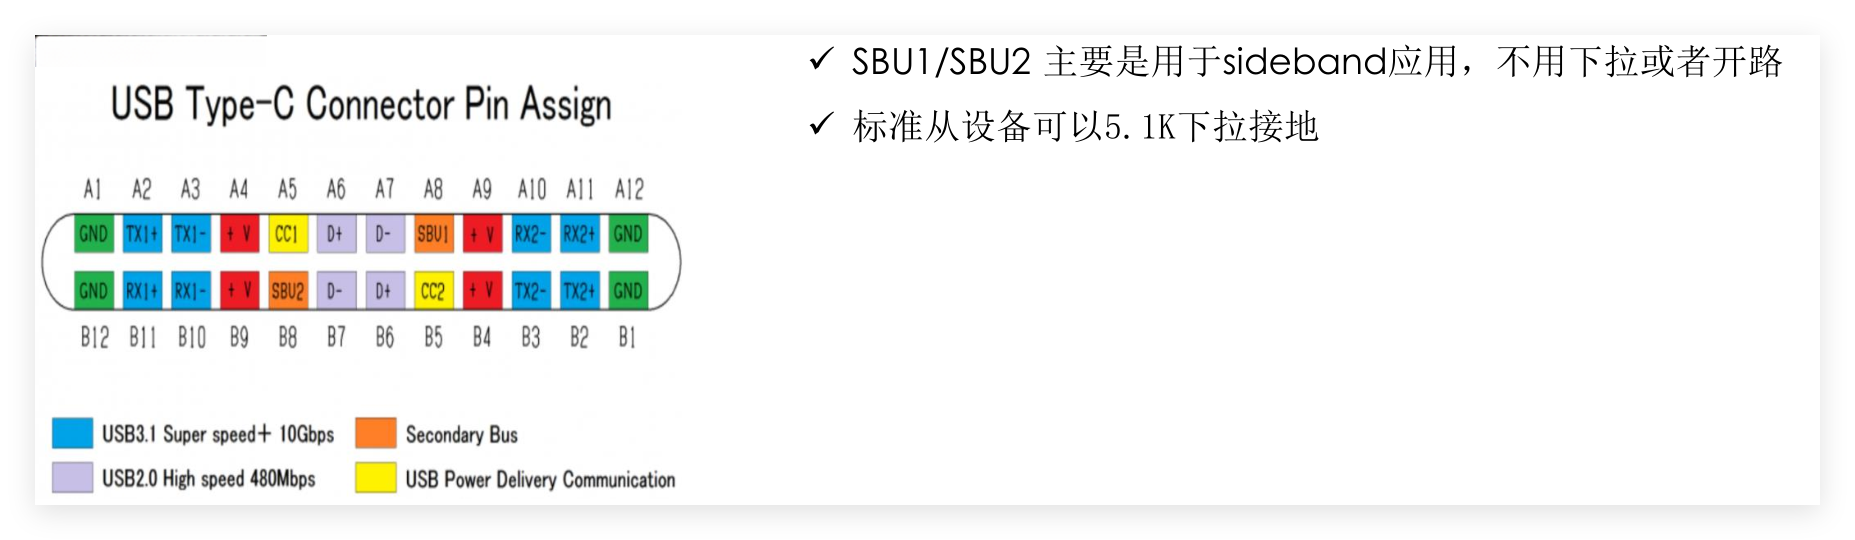 ✓ SBU1/SBU2 主要是用于sideband应用，不用下拉或者开路
✓ 标准从设备可以5.1K下拉接地
USB Type-C Connector Pin Assign
A1 A2 A3 A4 A5 A6 A7 A8 A9 A10 A11 A12
GND TX1+ TX1- + V CC1 D+ D- SBU1 + V RX2- RX2+ GND
GND RX1+ RX1- + V SBU2 D- D+ CC2 + V TX2- TX2+ GND
B12 B11 B10 B9 B8 B7 B6 B5 B4 B3 B2 B1
USB3.1 Super speed+ 10Gbps
Secondary Bus
USB2.0 High speed 480Mbps
USB Power Delivery Communication